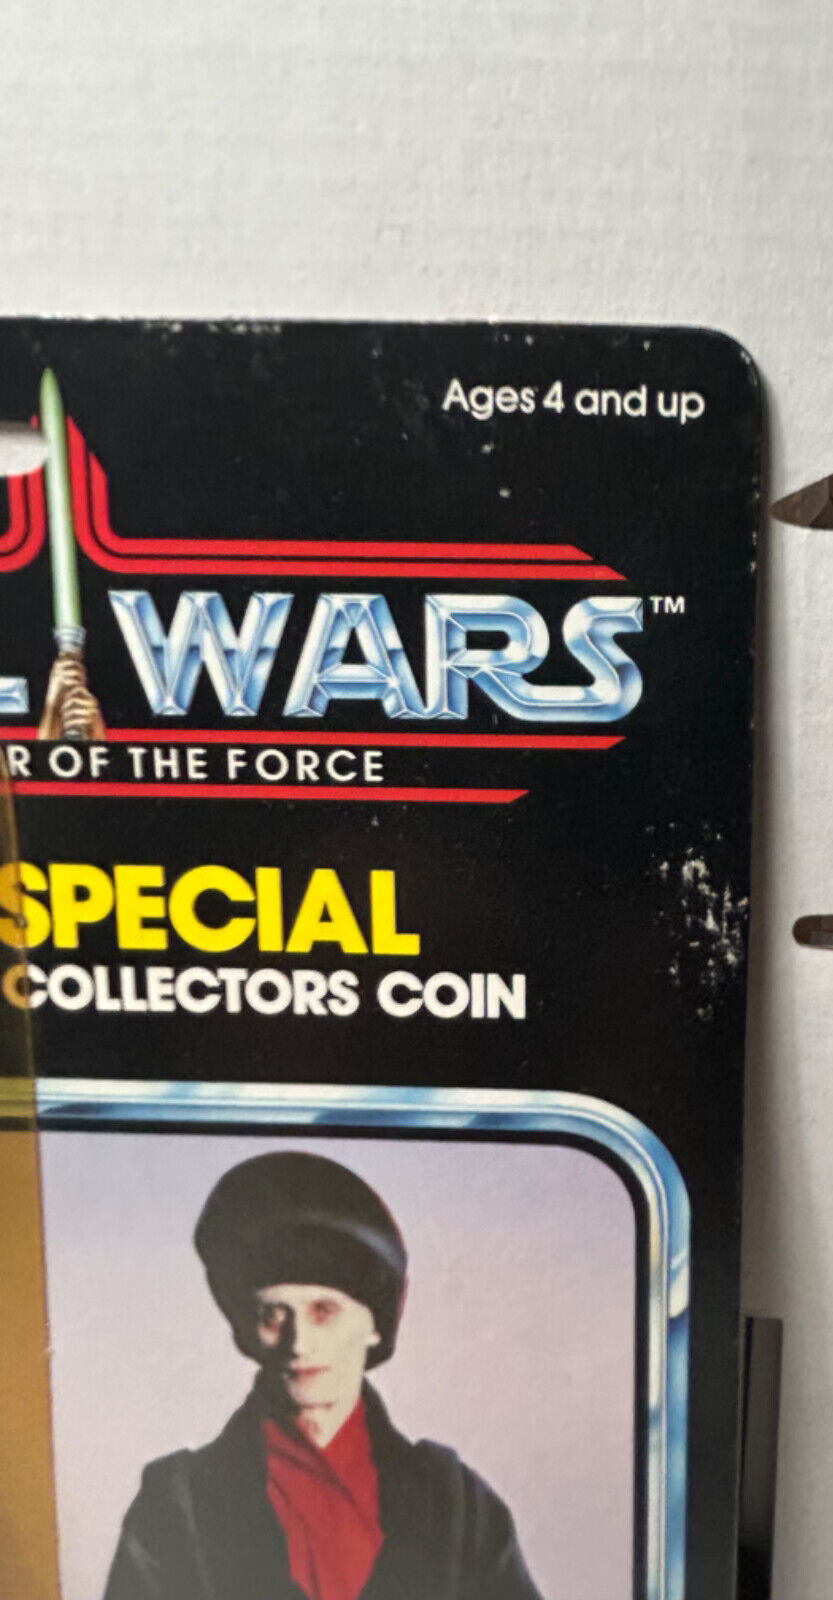 Ages 4 and up
WARS™
R OF THE FORCE
SPECIAL
COLLECTORS COIN